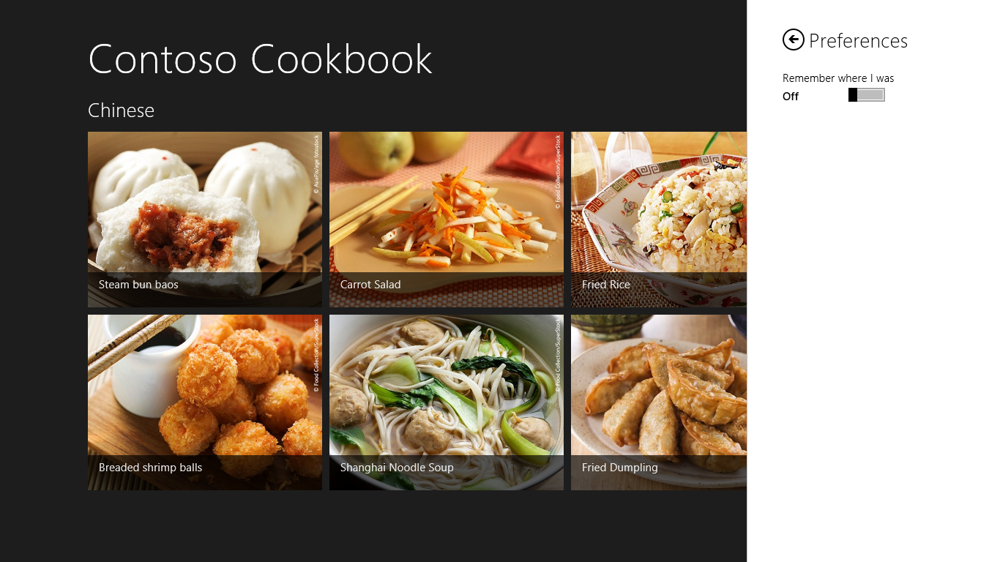 Contoso Cookbook
Chinese
© AsiaPix/age fotostock
Steam bun baos
© Food Collection/SuperStock
Carrot Salad
Fried Rice
© Food Collection/SuperStock
Breaded shrimp balls
© Food Collection/SuperStock
Shanghai Noodle Soup
Fried Dumpling
Preferences
Remember where I was
Off